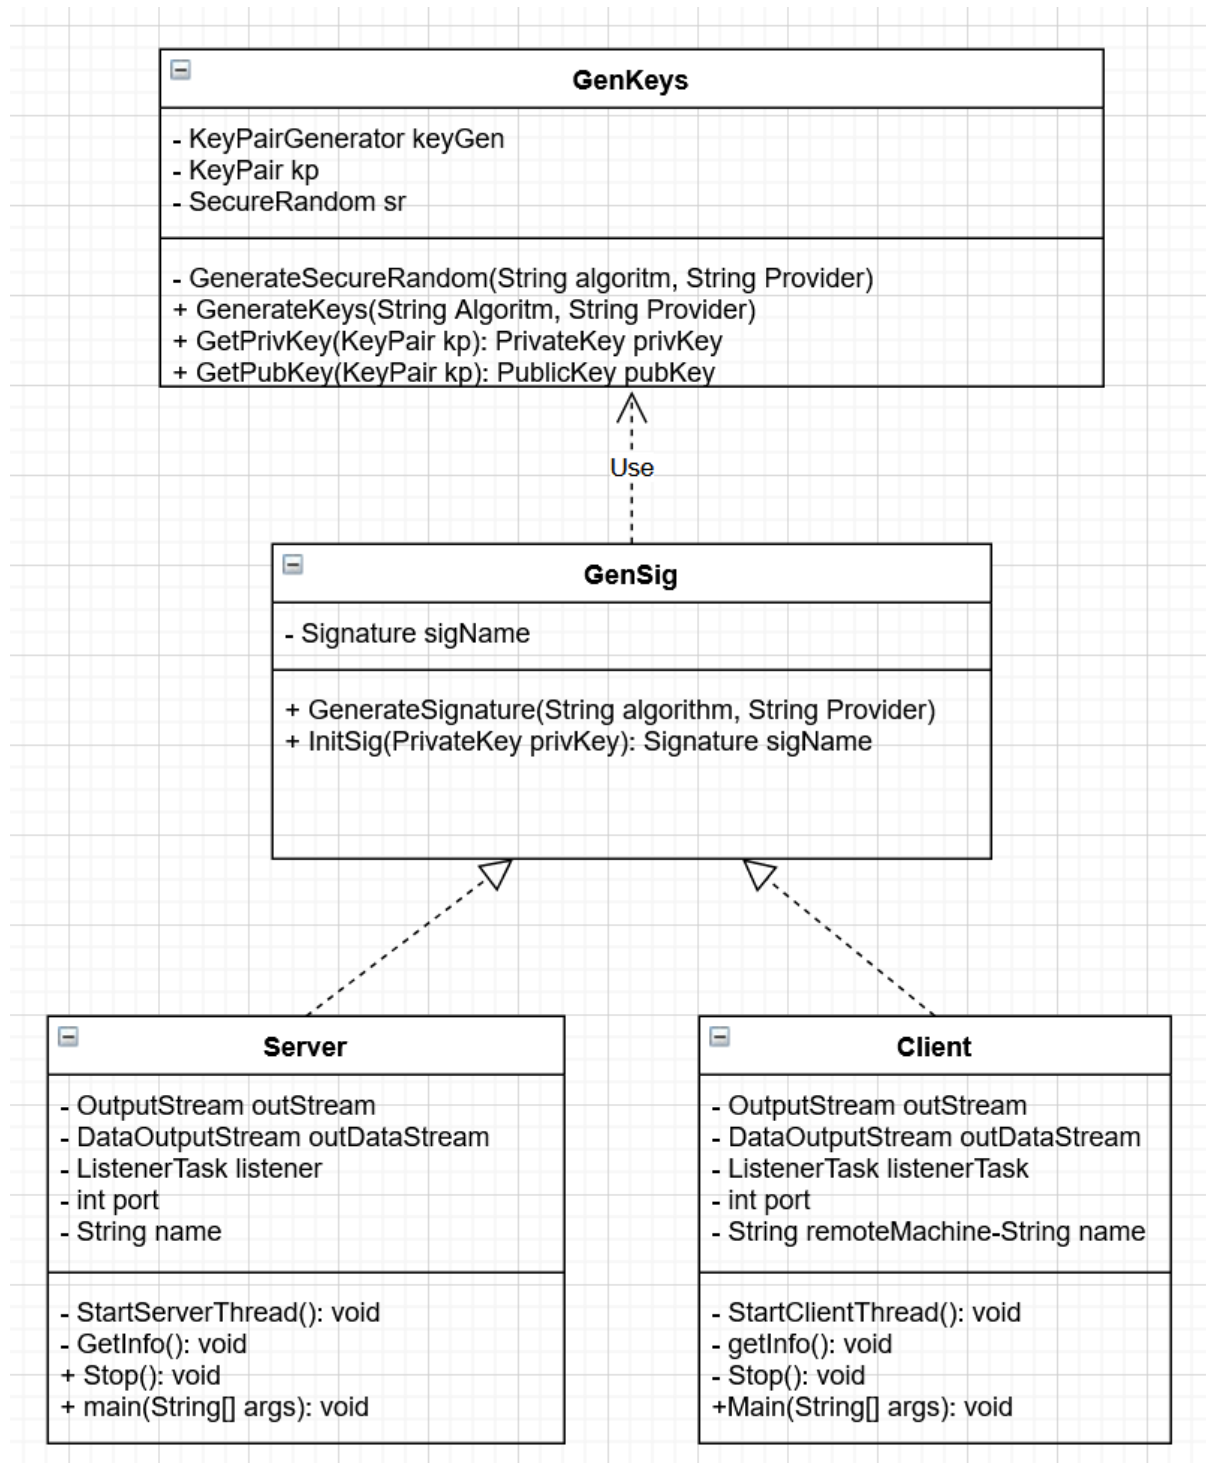 GenKeys
- KeyPairGenerator keyGen
- KeyPair kp
- SecureRandom sr
- GenerateSecureRandom(String algoritm, String Provider)
+ GenerateKeys(String Algoritm, String Provider)
+ GetPrivKey(KeyPair kp): PrivateKey privKey
+ GetPubKey(KeyPair kp): PublicKey pubKey
Use
GenSig
- Signature sigName
+ GenerateSignature(String algorithm, String Provider)
+ InitSig(PrivateKey privKey): Signature sigName
Server
- OutputStream outStream
- DataOutputStream outDataStream
- ListenerTask listener
- int port
- String name
- StartServerThread(): void
- GetInfo(): void
+ Stop(): void
+ main(String[] args): void
Client
- OutputStream outStream
- DataOutputStream outDataStream
- ListenerTask listenerTask
- int port
- String remoteMachine-String name
- StartClientThread(): void
- getInfo(): void
- Stop(): void
+Main(String[] args): void